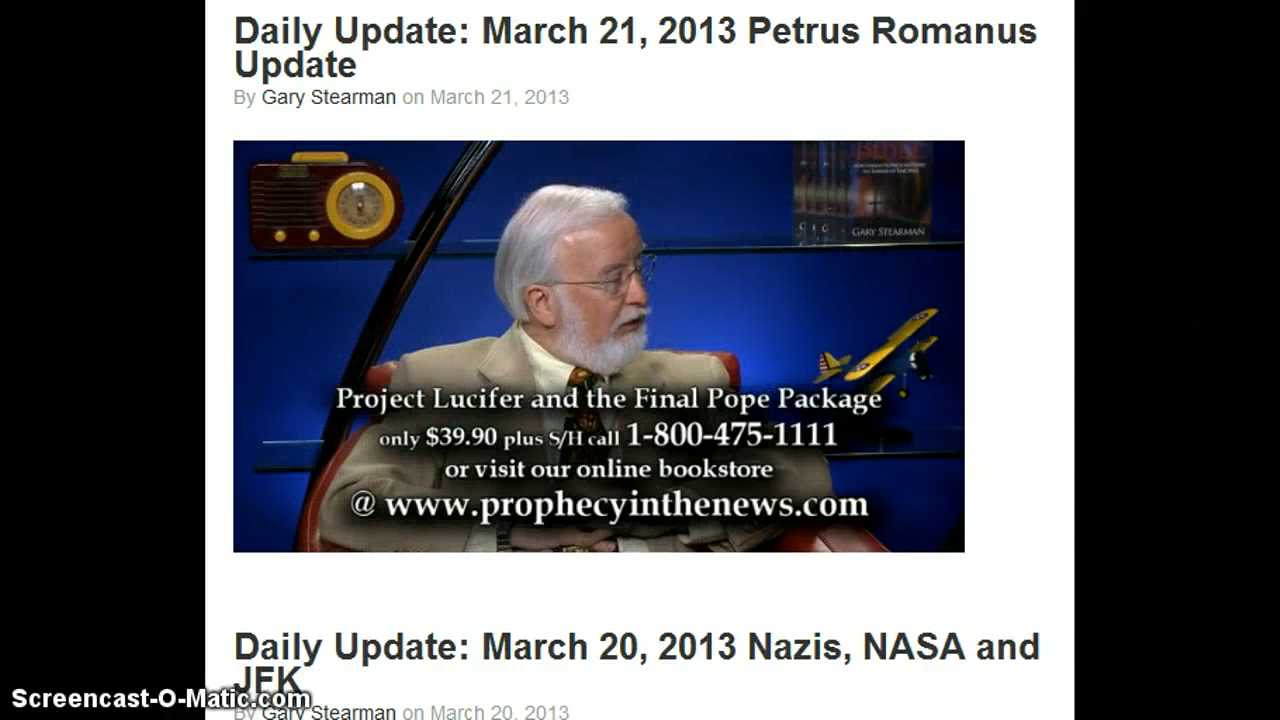 Daily Update: March 21, 2013 Petrus Romanus
Update
By Gary Stearman on March 21, 2013
BIBLE
GARY STEARMAN
Project Lucifer and the Final Pope Package
only $39.90 plus S/H call 1-800-475-1111
or visit our online bookstore
@ www.prophecyinthenews.com
Daily Update: March 20, 2013 Nazis, NASA and
JFK
Screencast-O-Matic.com
By Gary Stearman on March 20, 2013